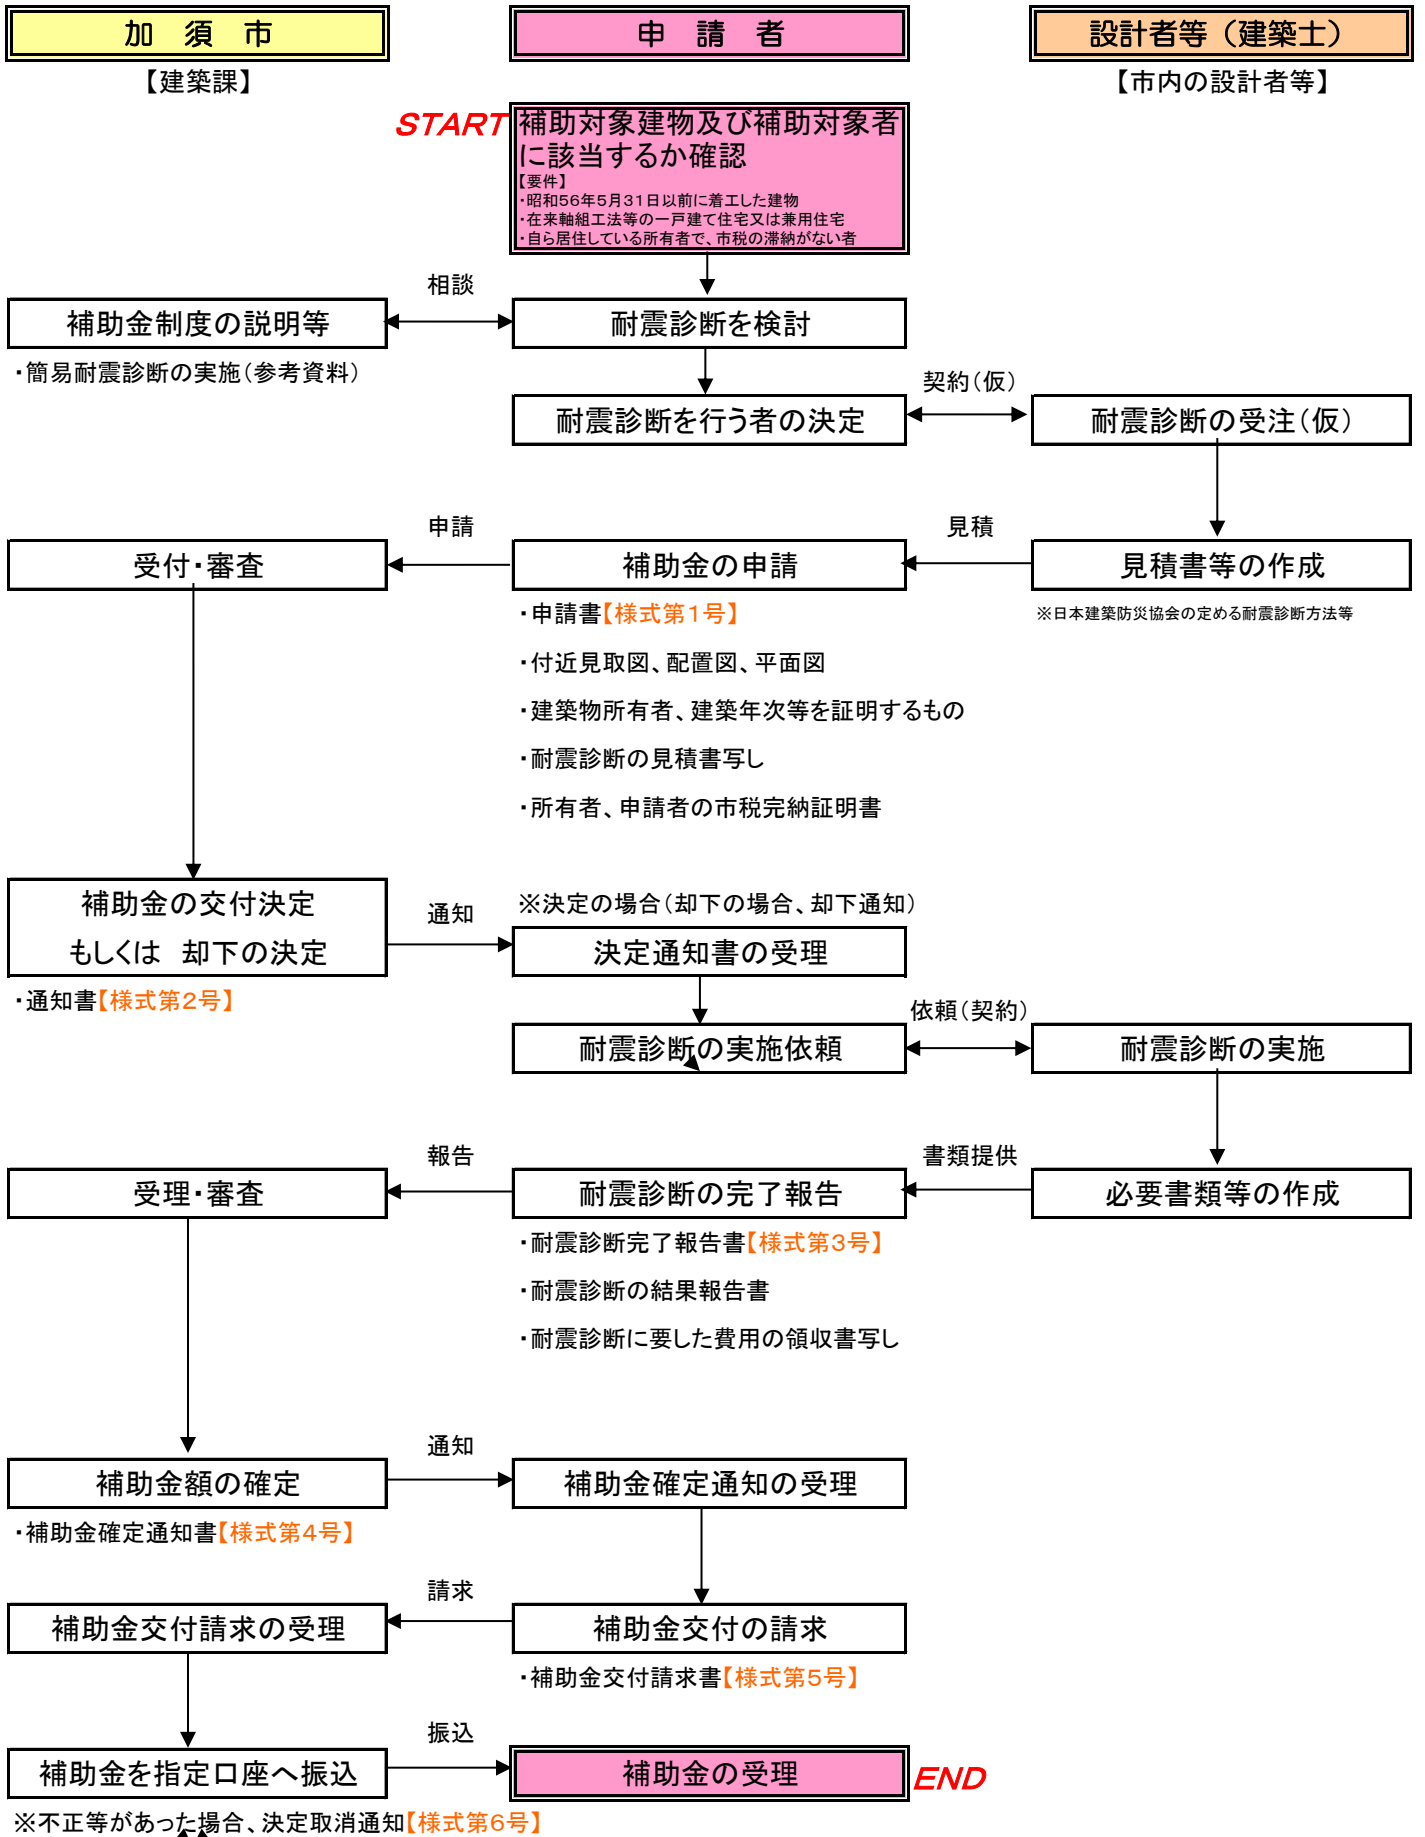 加　須　市
申　請　者
設計者等（建築士）
【建築課】
【市内の設計者等】
START
補助対象建物及び補助対象者
に該当するか確認
【要件】
・昭和56年5月31日以前に着工した建物
・在来軸組工法等の一戸建て住宅又は兼用住宅
・自ら居住している所有者で、市税の滞納がない者
相談
補助金制度の説明等
耐震診断を検討
・簡易耐震診断の実施（参考資料）
契約（仮）
耐震診断を行う者の決定
耐震診断の受注（仮）
申請
見積
受付・審査
補助金の申請
見積書等の作成
・申請書【様式第1号】
※日本建築防災協会の定める耐震診断方法等
・付近見取図、配置図、平面図
・建築物所有者、建築年次等を証明するもの
・耐震診断の見積書写し
・所有者、申請者の市税完納証明書
補助金の交付決定
もしくは　却下の決定
通知
※決定の場合（却下の場合、却下通知）
決定通知書の受理
・通知書【様式第2号】
依頼（契約）
耐震診断の実施依頼
耐震診断の実施
報告
書類提供
受理・審査
耐震診断の完了報告
必要書類等の作成
・耐震診断完了報告書【様式第3号】
・耐震診断の結果報告書
・耐震診断に要した費用の領収書写し
通知
補助金額の確定
補助金確定通知の受理
・補助金確定通知書【様式第4号】
請求
補助金交付請求の受理
補助金交付の請求
・補助金交付請求書【様式第5号】
振込
補助金を指定口座へ振込
補助金の受理
END
※不正等があった場合、決定取消通知【様式第6号】